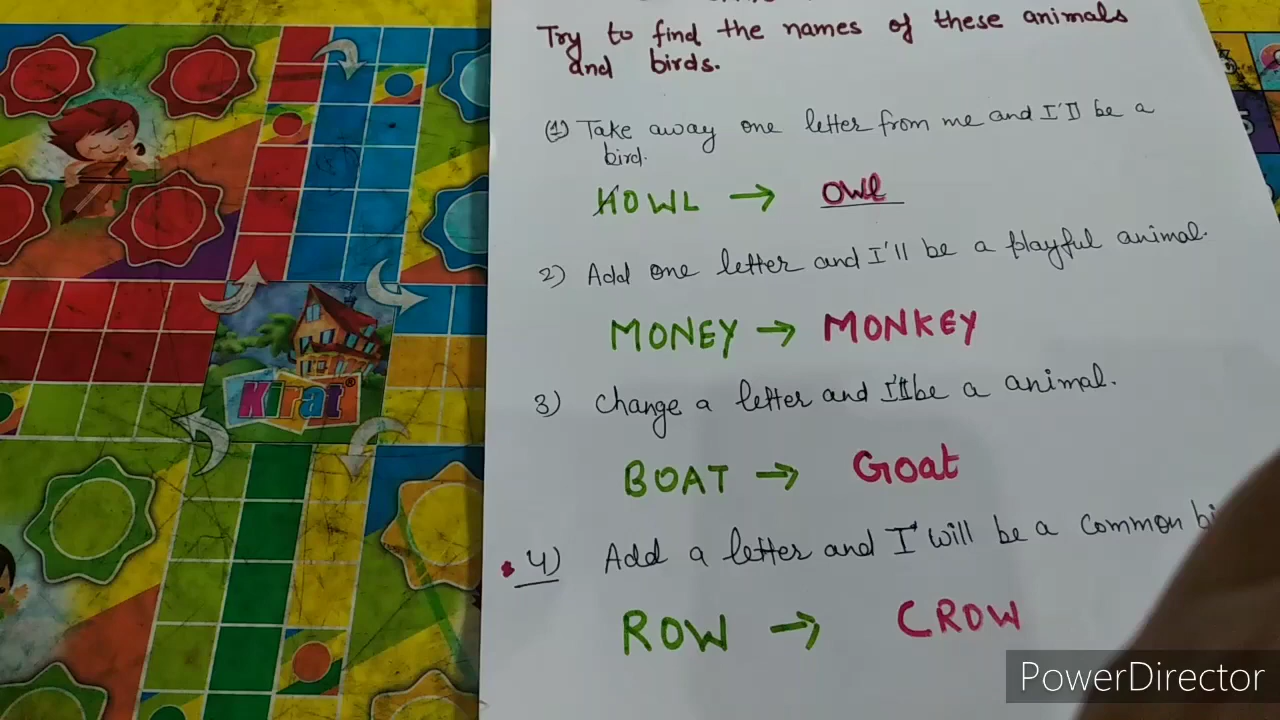 Try to find the names of these animals
and birds.
(1) Take away one letter from me and I'll be a
bird.
HOWL → owl
2) Add one letter and I'll be a playful animal.
MONEY → MONKEY
3) Change a letter and I'll be a animal.
BOAT → Goat
4) Add a letter and I will be a common
ROW → CROW
Kirat®
PowerDirector